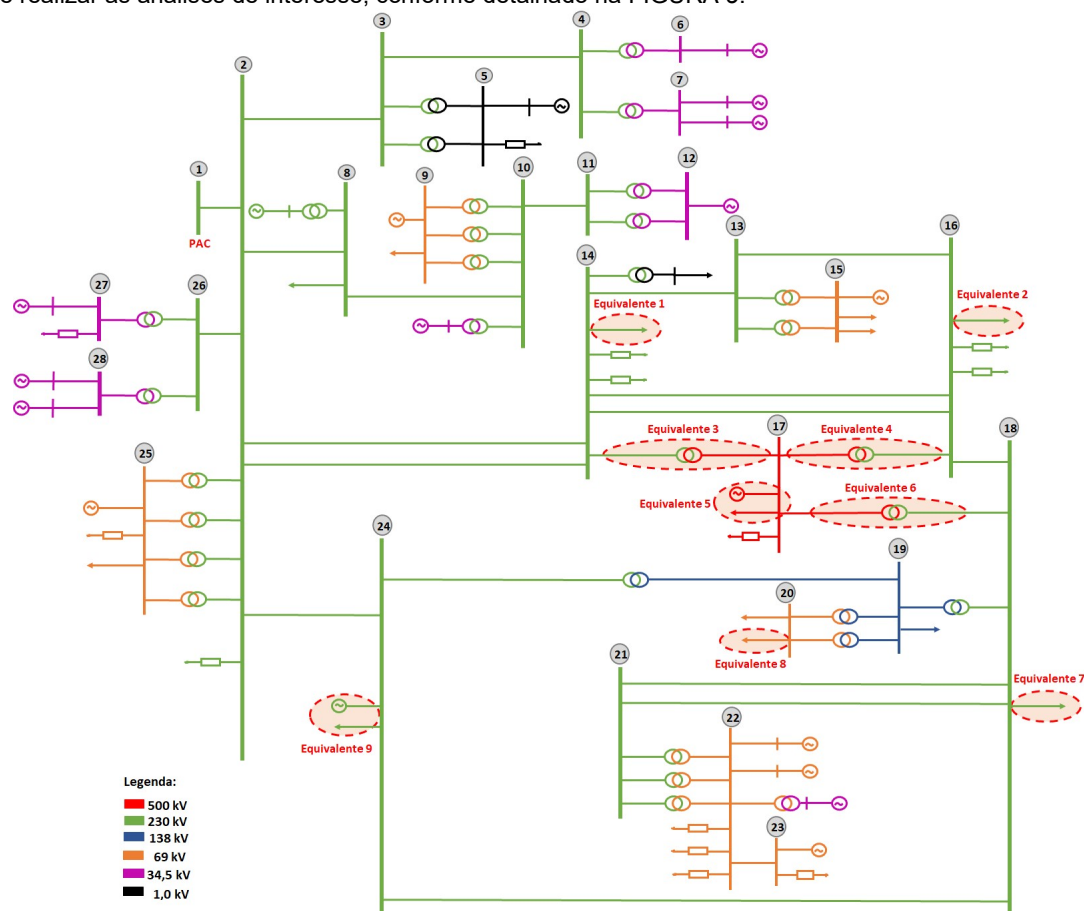 e realizar as análises de interesse, conforme detalhado na FIGURA 3.
3
4
6
2
5
7
1
8
9
10
11
12
13
16
PAC
14
15
27
26
Equivalente 1
Equivalente 2
28
17
18
Equivalente 3
Equivalente 4
25
Equivalente 5
Equivalente 6
24
19
20
21
Equivalente 8
Equivalente 7
22
Equivalente 9
Legenda:
500 kV
230 kV
138 kV
69 kV
34,5 kV
1,0 kV
23